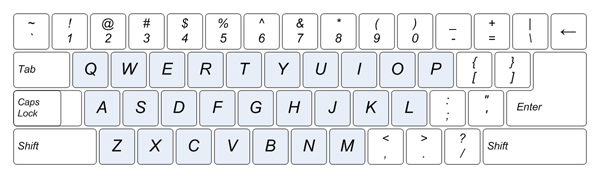 ~ ! @ # $ % ^ & * ( ) _ + |
` 1 2 3 4 5 6 7 8 9 0 - = \ ←
Tab Q W E R T Y U I O P { }
[ ]
Caps Lock A S D F G H J K L : "
; ' Enter
Shift Z X C V B N M < > ? Shift
, . /